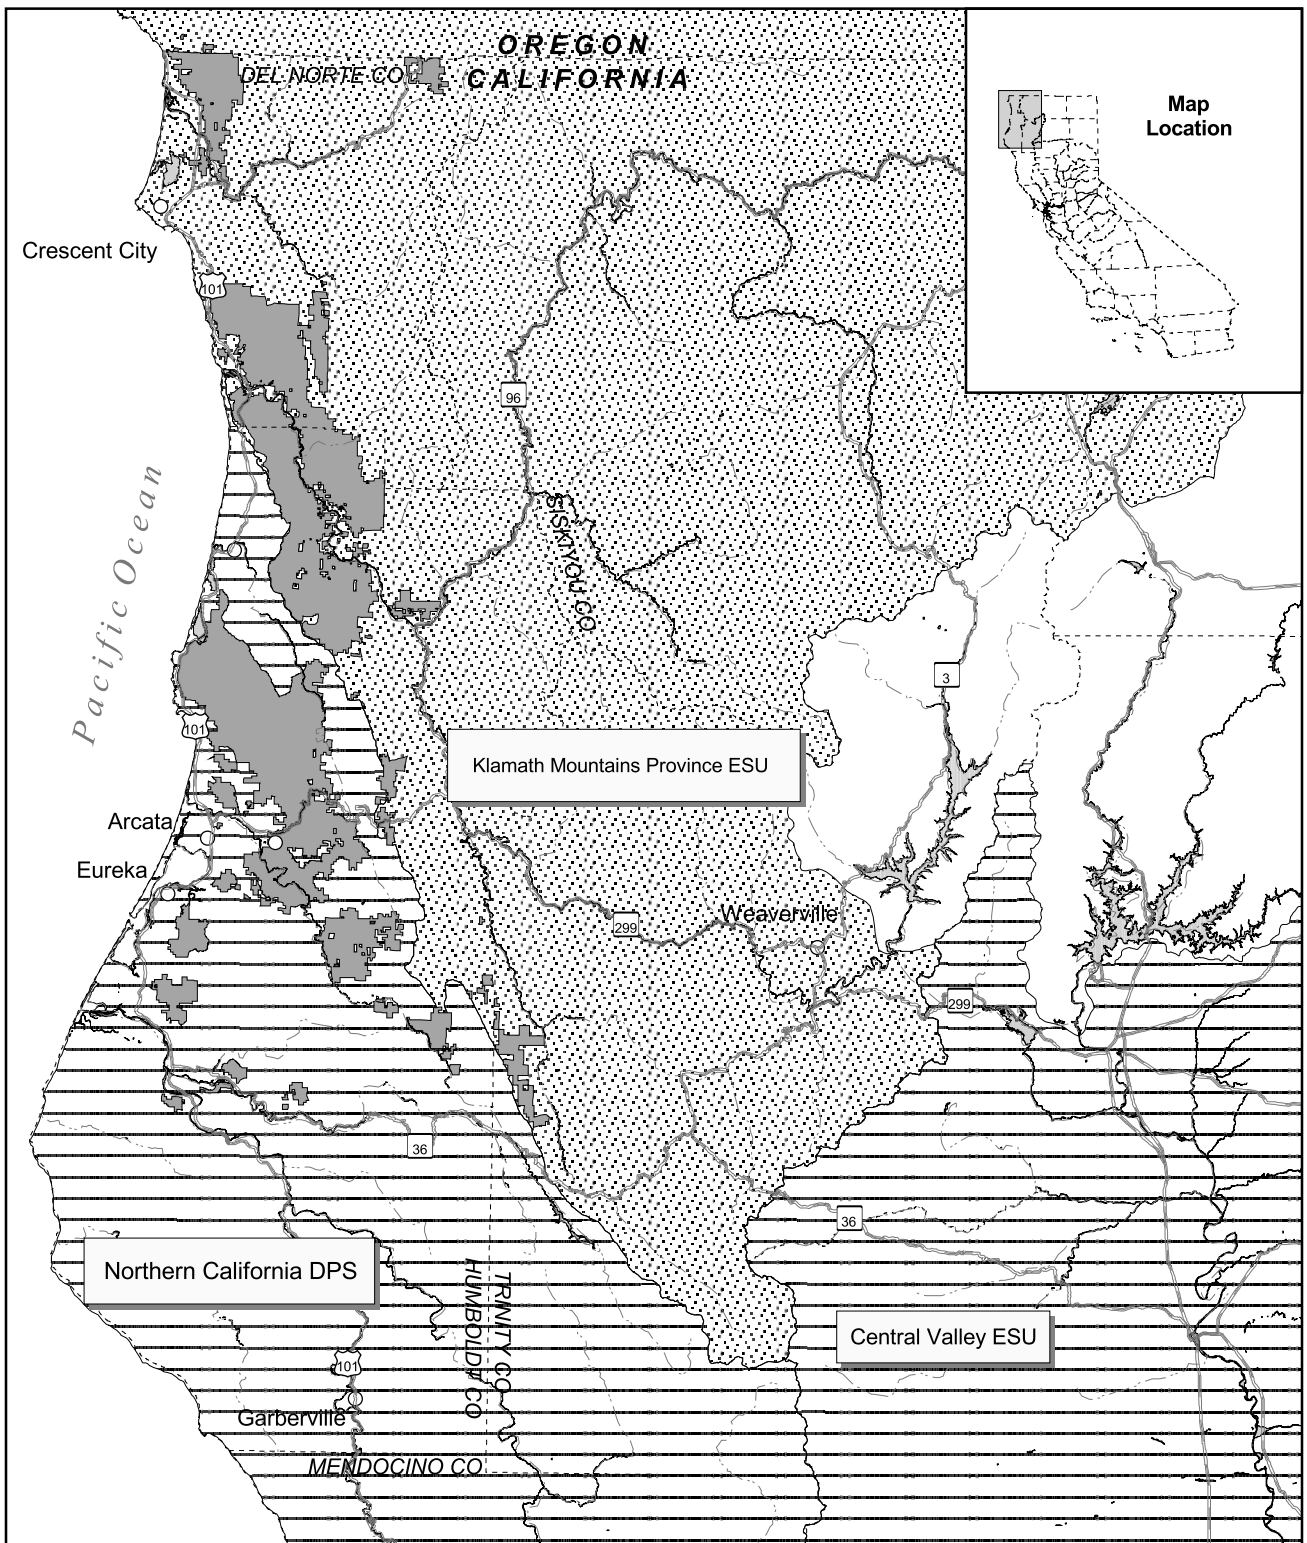 OREGON
DEL NORTE CO
CALIFORNIA
Map
Location
Crescent City
101
96
Pacific Ocean
SISKIYOU CO
3
101
Klamath Mountains Province ESU
Arcata
Eureka
Weaverville
299
299
36
36
Northern California DPS
HUMBOLDT CO
TRINITY CO
Central Valley ESU
101
Garberville
MENDOCINO CO